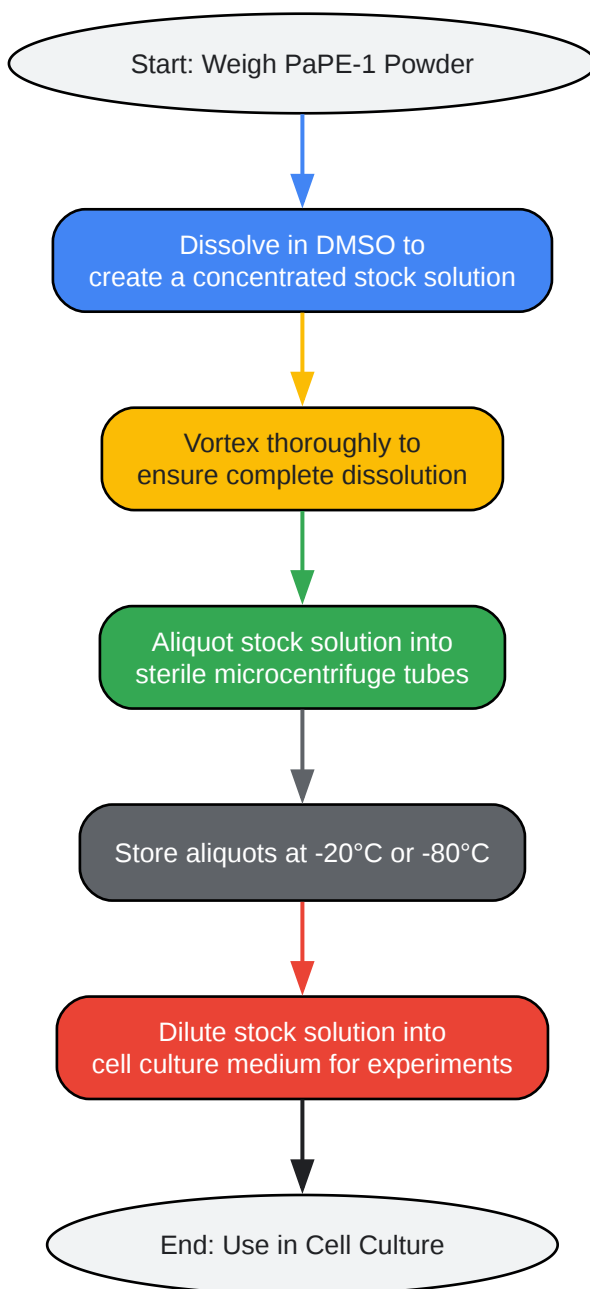 Start: Weigh PaPE-1 Powder
Dissolve in DMSO to
create a concentrated stock solution
Vortex thoroughly to
ensure complete dissolution
Aliquot stock solution into
sterile microcentrifuge tubes
Store aliquots at -20°C or -80°C
Dilute stock solution into
cell culture medium for experiments
End: Use in Cell Culture